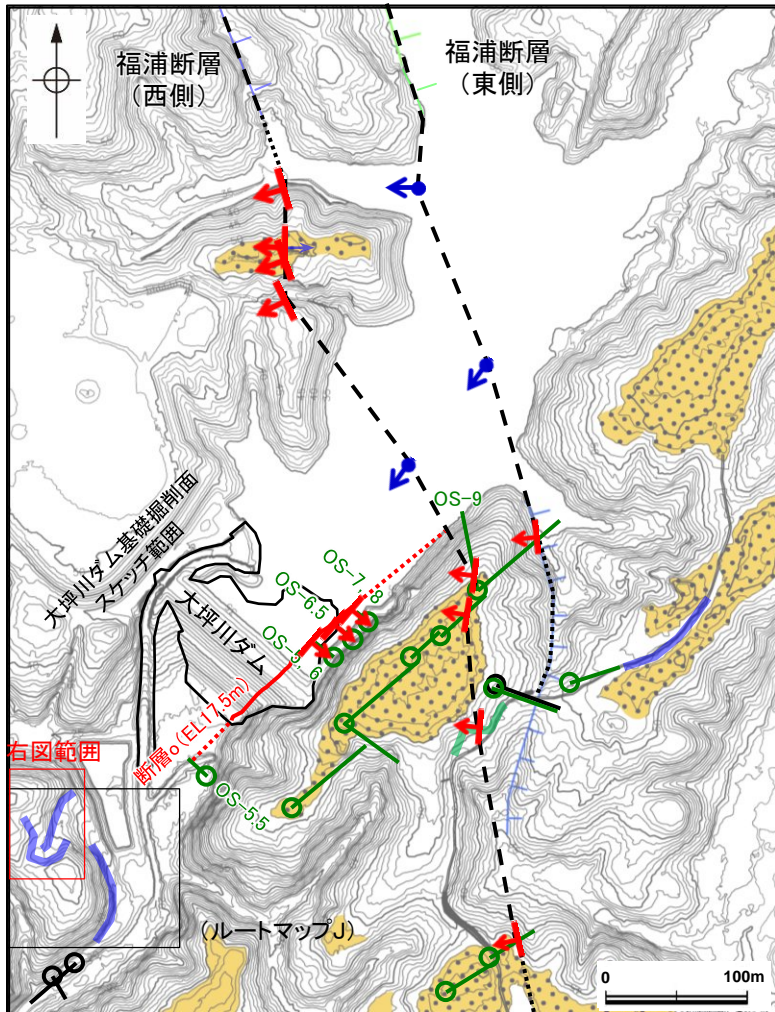 福浦断層
（西側）
福浦断層
（東側）
OS-9
大坪川ダム基礎掘削面
スケッチ範囲
OS-7, 8
OS-6.5
OS-5, 6
大坪川ダム
断層o(EL17.5m)
右図範囲
OS-5.5
(ルートマップJ)
0 100m